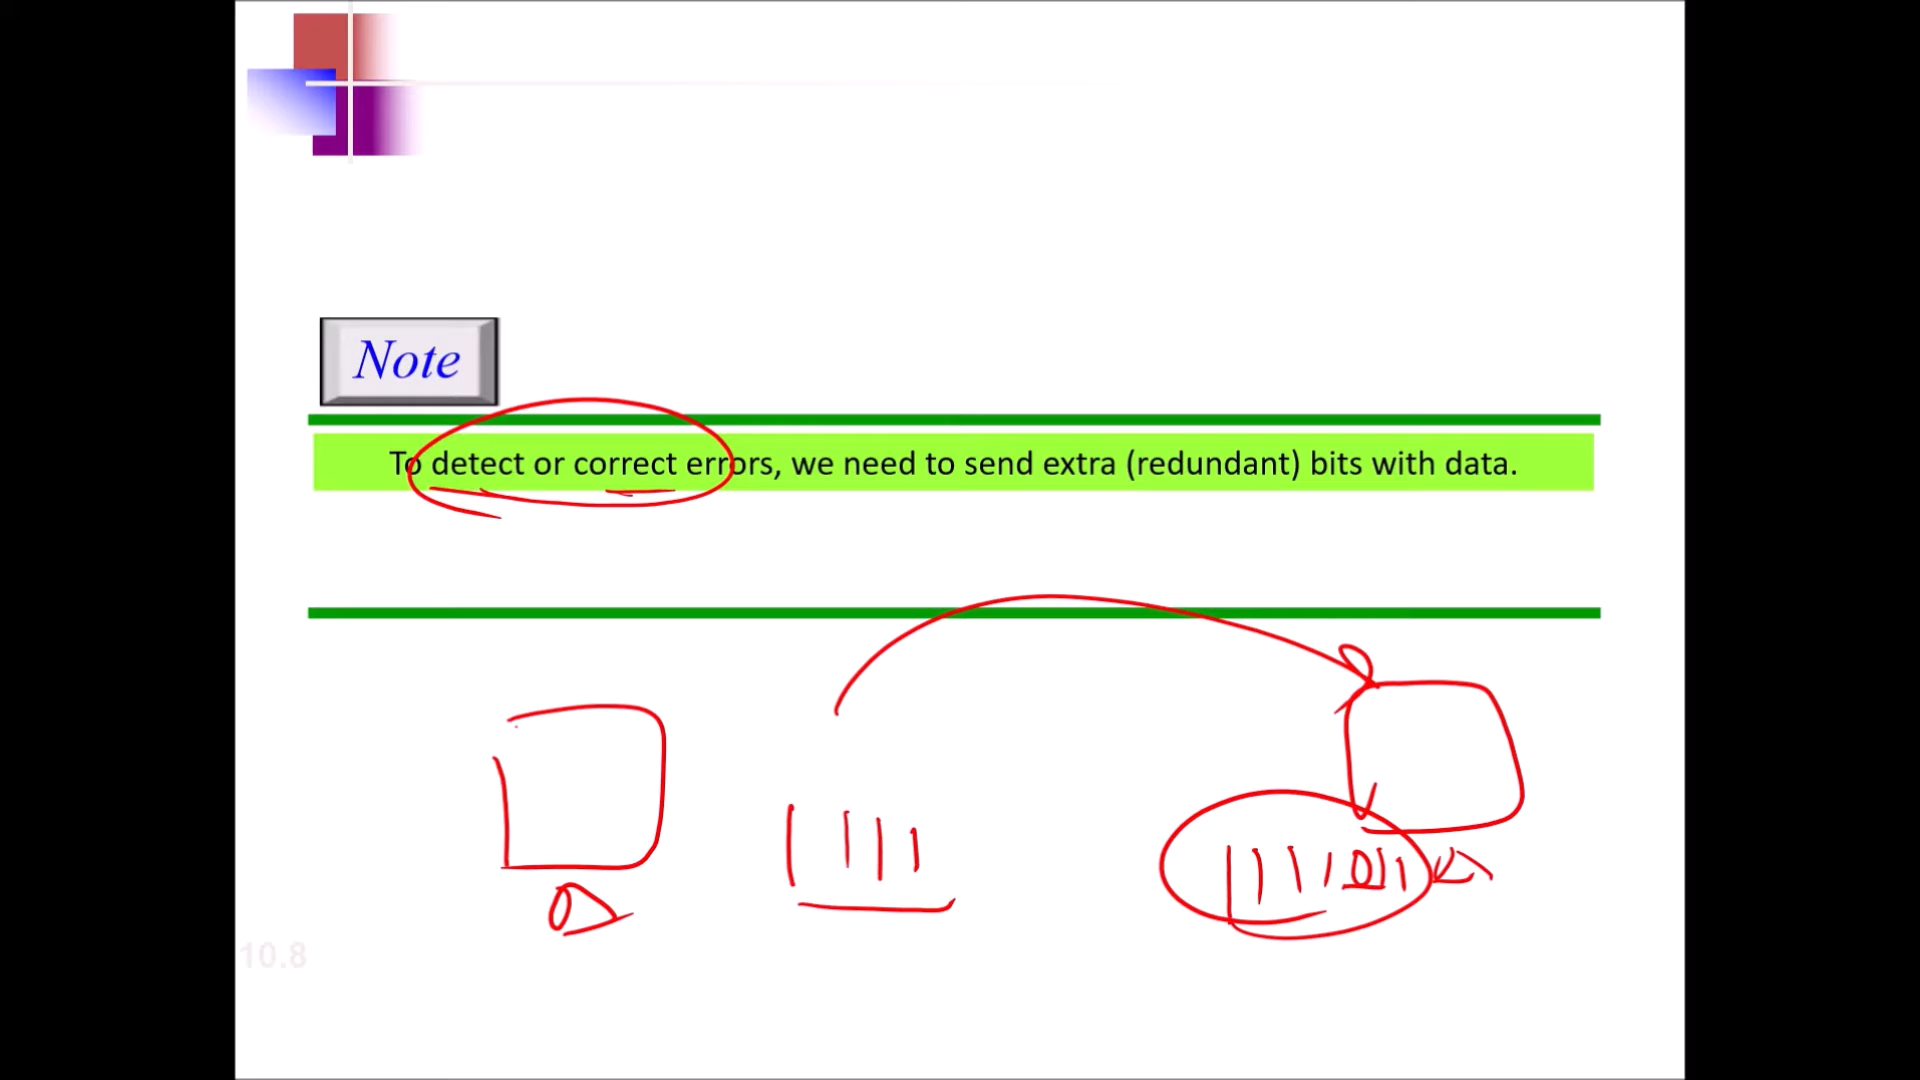 Note
To detect or correct errors, we need to send extra (redundant) bits with data.
1111
1111011
10.8